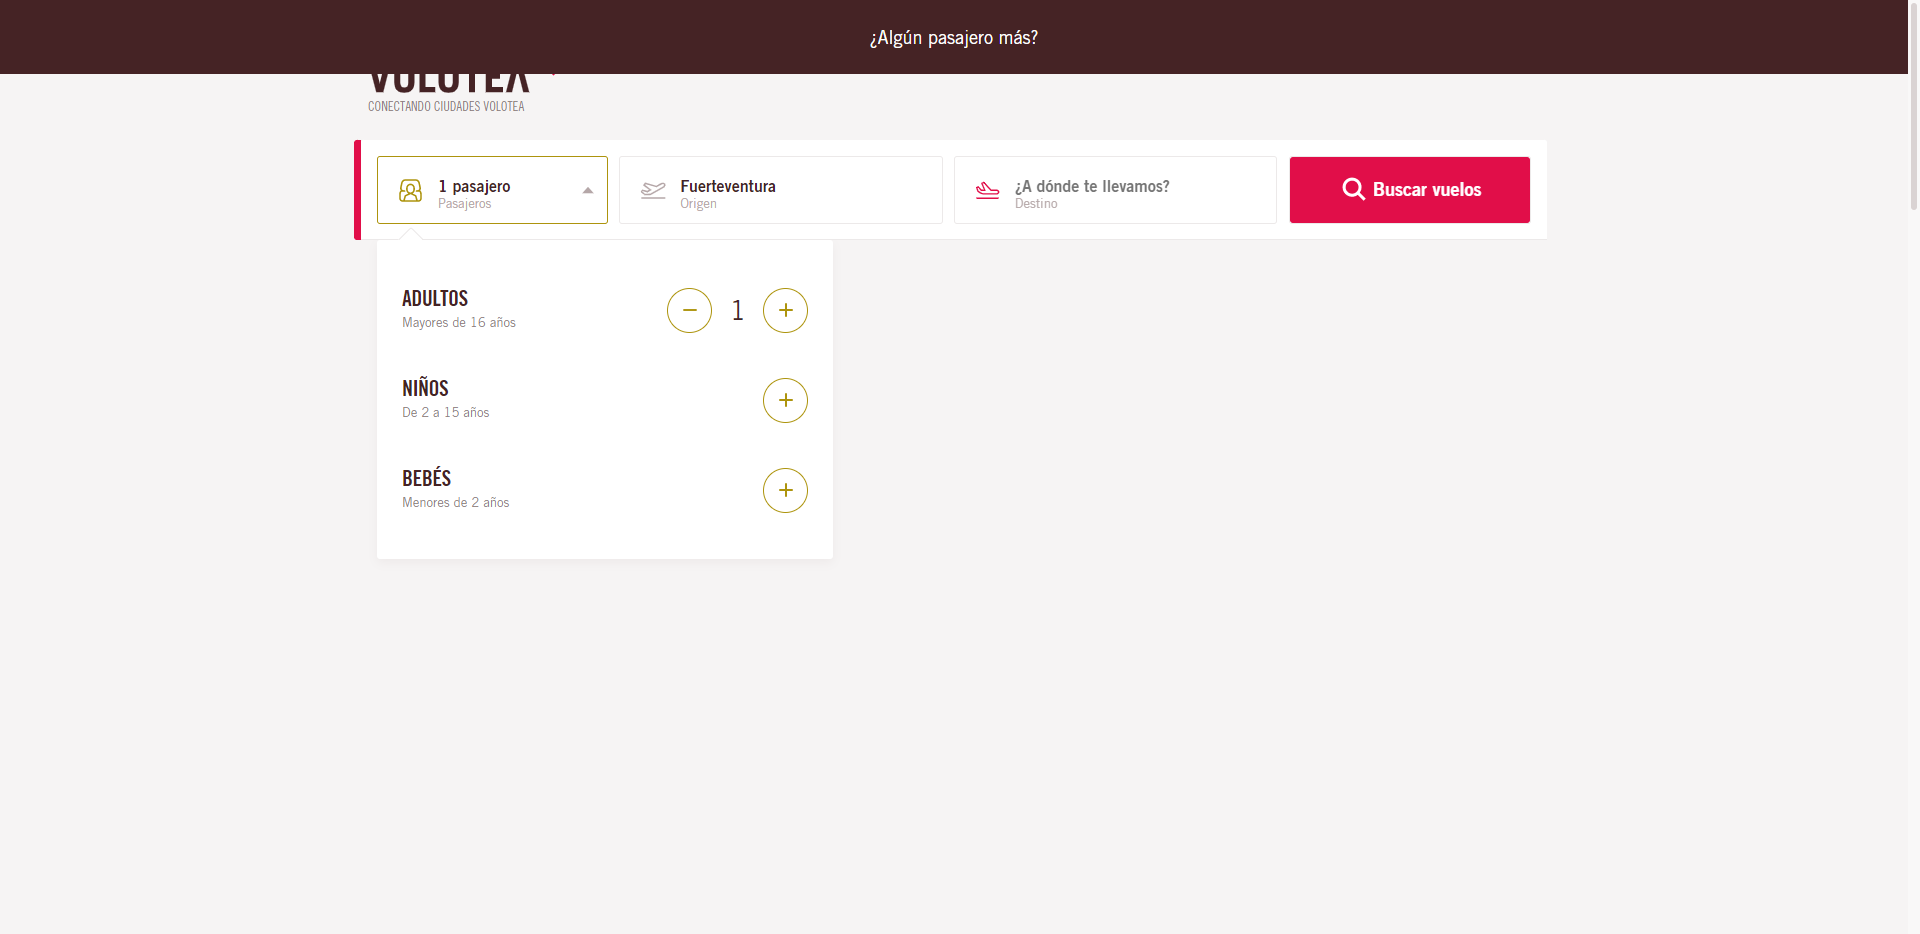 ¿Algún pasajero más?
VOLOTEA
CONECTANDO CIUDADES VOLOTEA
1 pasajero
Pasajeros
Fuerteventura
Origen
¿A dónde te llevamos?
Destino
Buscar vuelos
ADULTOS
Mayores de 16 años
1
NIÑOS
De 2 a 15 años
BEBÉS
Menores de 2 años